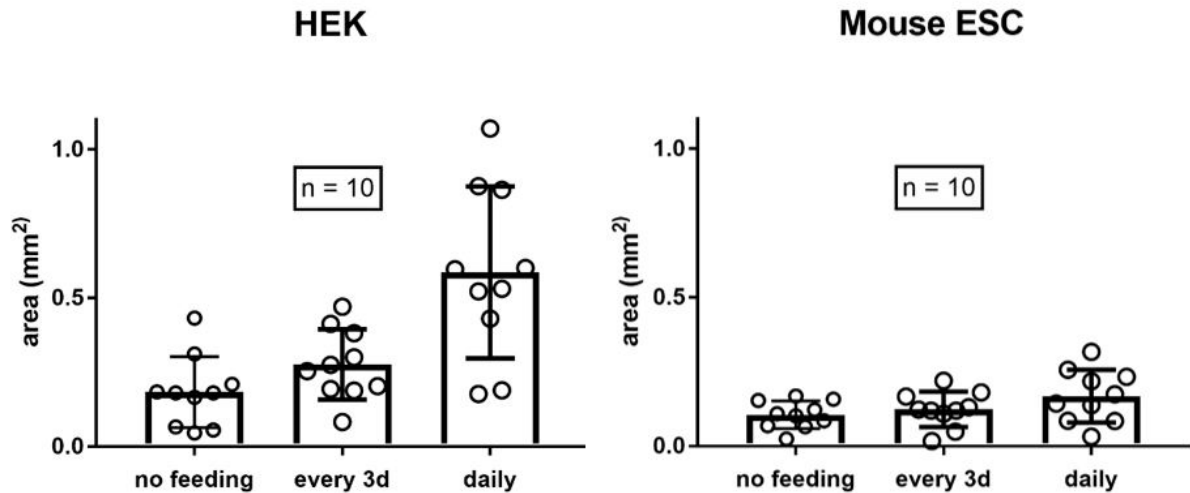 HEK
area (mm²)
1.0
0.5
0.0
n = 10
no feeding
every 3d
daily
Mouse ESC
area (mm²)
1.0
0.5
0.0
n = 10
no feeding
every 3d
daily